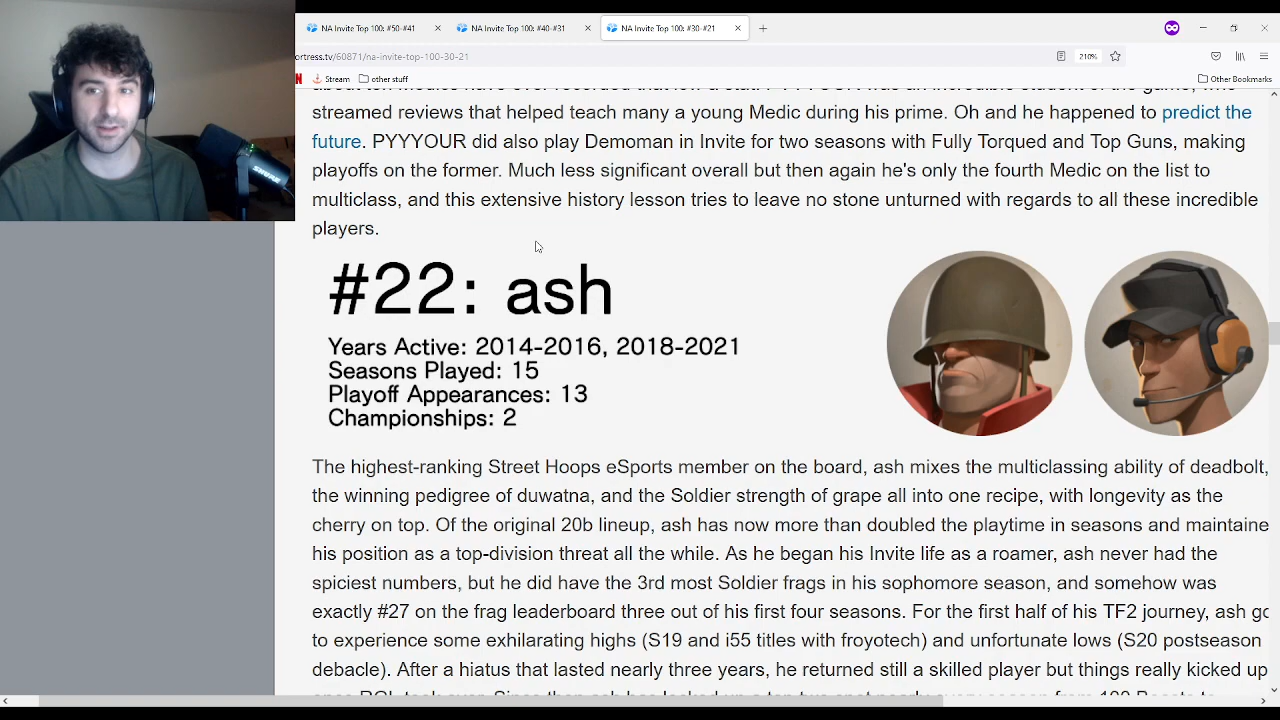 NA Invite Top 100: #50-#41
NA Invite Top 100: #40-#31
NA Invite Top 100: #30-#21
ortress.tv/60871/na-invite-top-100-30-21
210%
Stream
other stuff
Other Bookmarks
streamed reviews that helped teach many a young Medic during his prime. Oh and he happened to predict the
future. PYYYOUR did also play Demoman in Invite for two seasons with Fully Torqued and Top Guns, making
playoffs on the former. Much less significant overall but then again he's only the fourth Medic on the list to
multiclass, and this extensive history lesson tries to leave no stone unturned with regards to all these incredible
players.
#22: ash
Years Active: 2014-2016, 2018-2021
Seasons Played: 15
Playoff Appearances: 13
Championships: 2
The highest-ranking Street Hoops eSports member on the board, ash mixes the multiclassing ability of deadbolt,
the winning pedigree of duwatna, and the Soldier strength of grape all into one recipe, with longevity as the
cherry on top. Of the original 20b lineup, ash has now more than doubled the playtime in seasons and maintaine
his position as a top-division threat all the while. As he began his Invite life as a roamer, ash never had the
spiciest numbers, but he did have the 3rd most Soldier frags in his sophomore season, and somehow was
exactly #27 on the frag leaderboard three out of his first four seasons. For the first half of his TF2 journey, ash go
to experience some exhilarating highs (S19 and i55 titles with froyotech) and unfortunate lows (S20 postseason
debacle). After a hiatus that lasted nearly three years, he returned still a skilled player but things really kicked up
SHURE